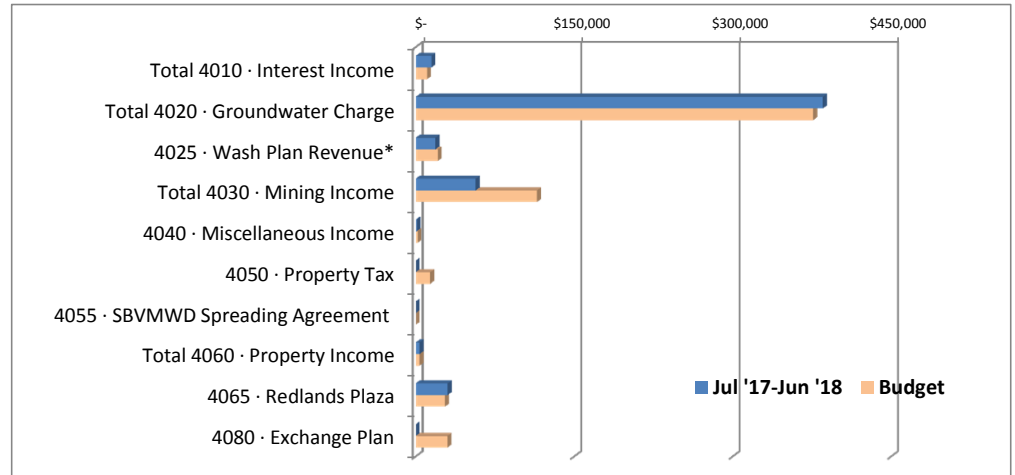 $- $150,000 $300,000 $450,000
Total 4010 · Interest Income
Total 4020 · Groundwater Charge
4025 · Wash Plan Revenue*
Total 4030 · Mining Income
4040 · Miscellaneous Income
4050 · Property Tax
4055 · SBVMWD Spreading Agreement
Total 4060 · Property Income
4065 · Redlands Plaza
Jul '17-Jun '18 Budget
4080 · Exchange Plan